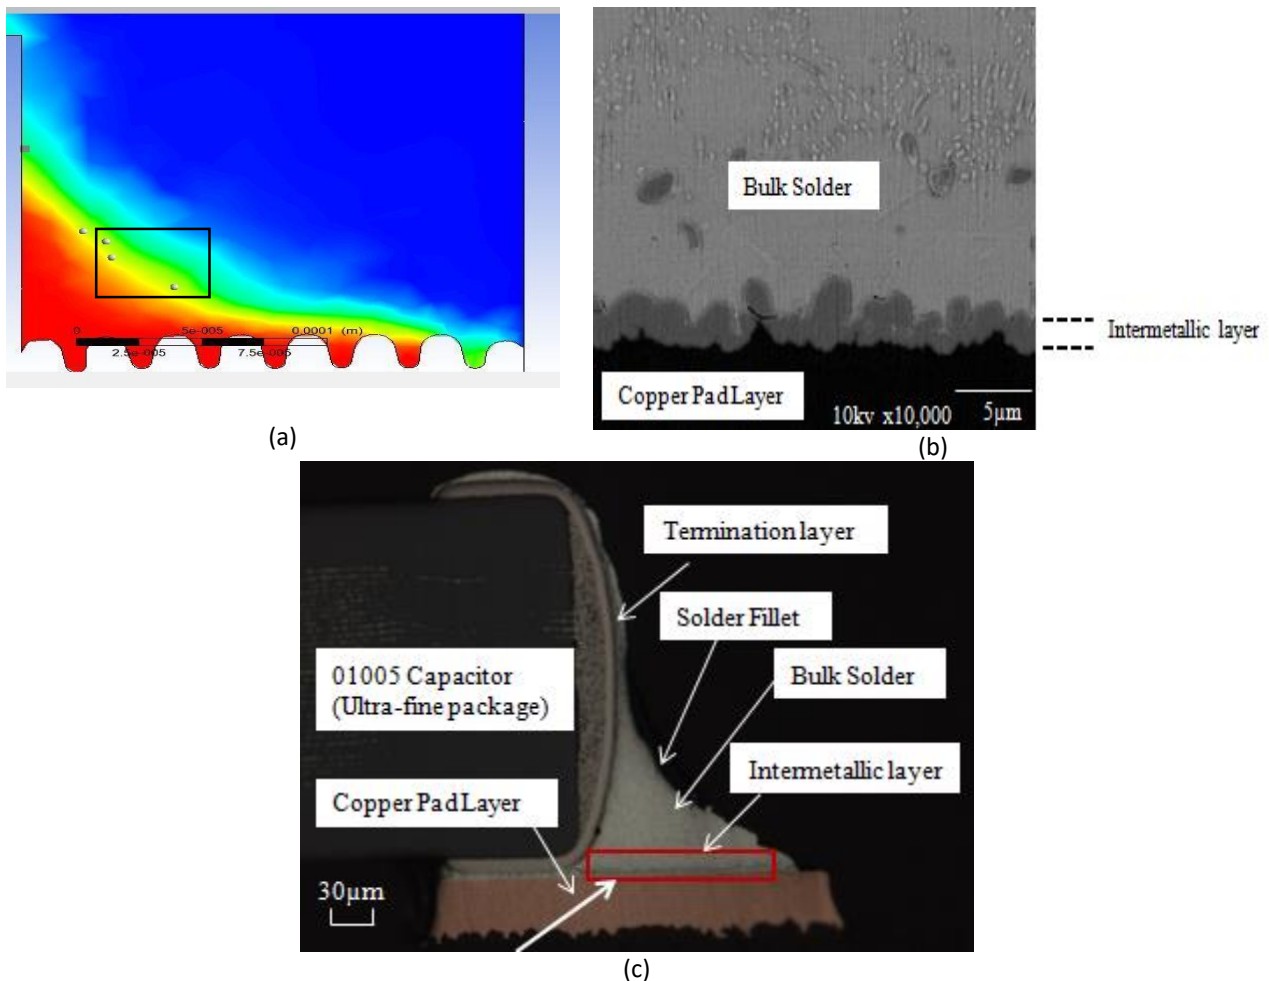 0
5e-005
0.0001 (m)
2.5e-005
7.5e-005
(a)
Bulk Solder
Intermetallic layer
Copper Pad Layer
10kv x10,000
5µm
(b)
Termination layer
Solder Fillet
01005 Capacitor
(Ultra-fine package)
Bulk Solder
Intermetallic layer
Copper Pad Layer
30µm
(c)